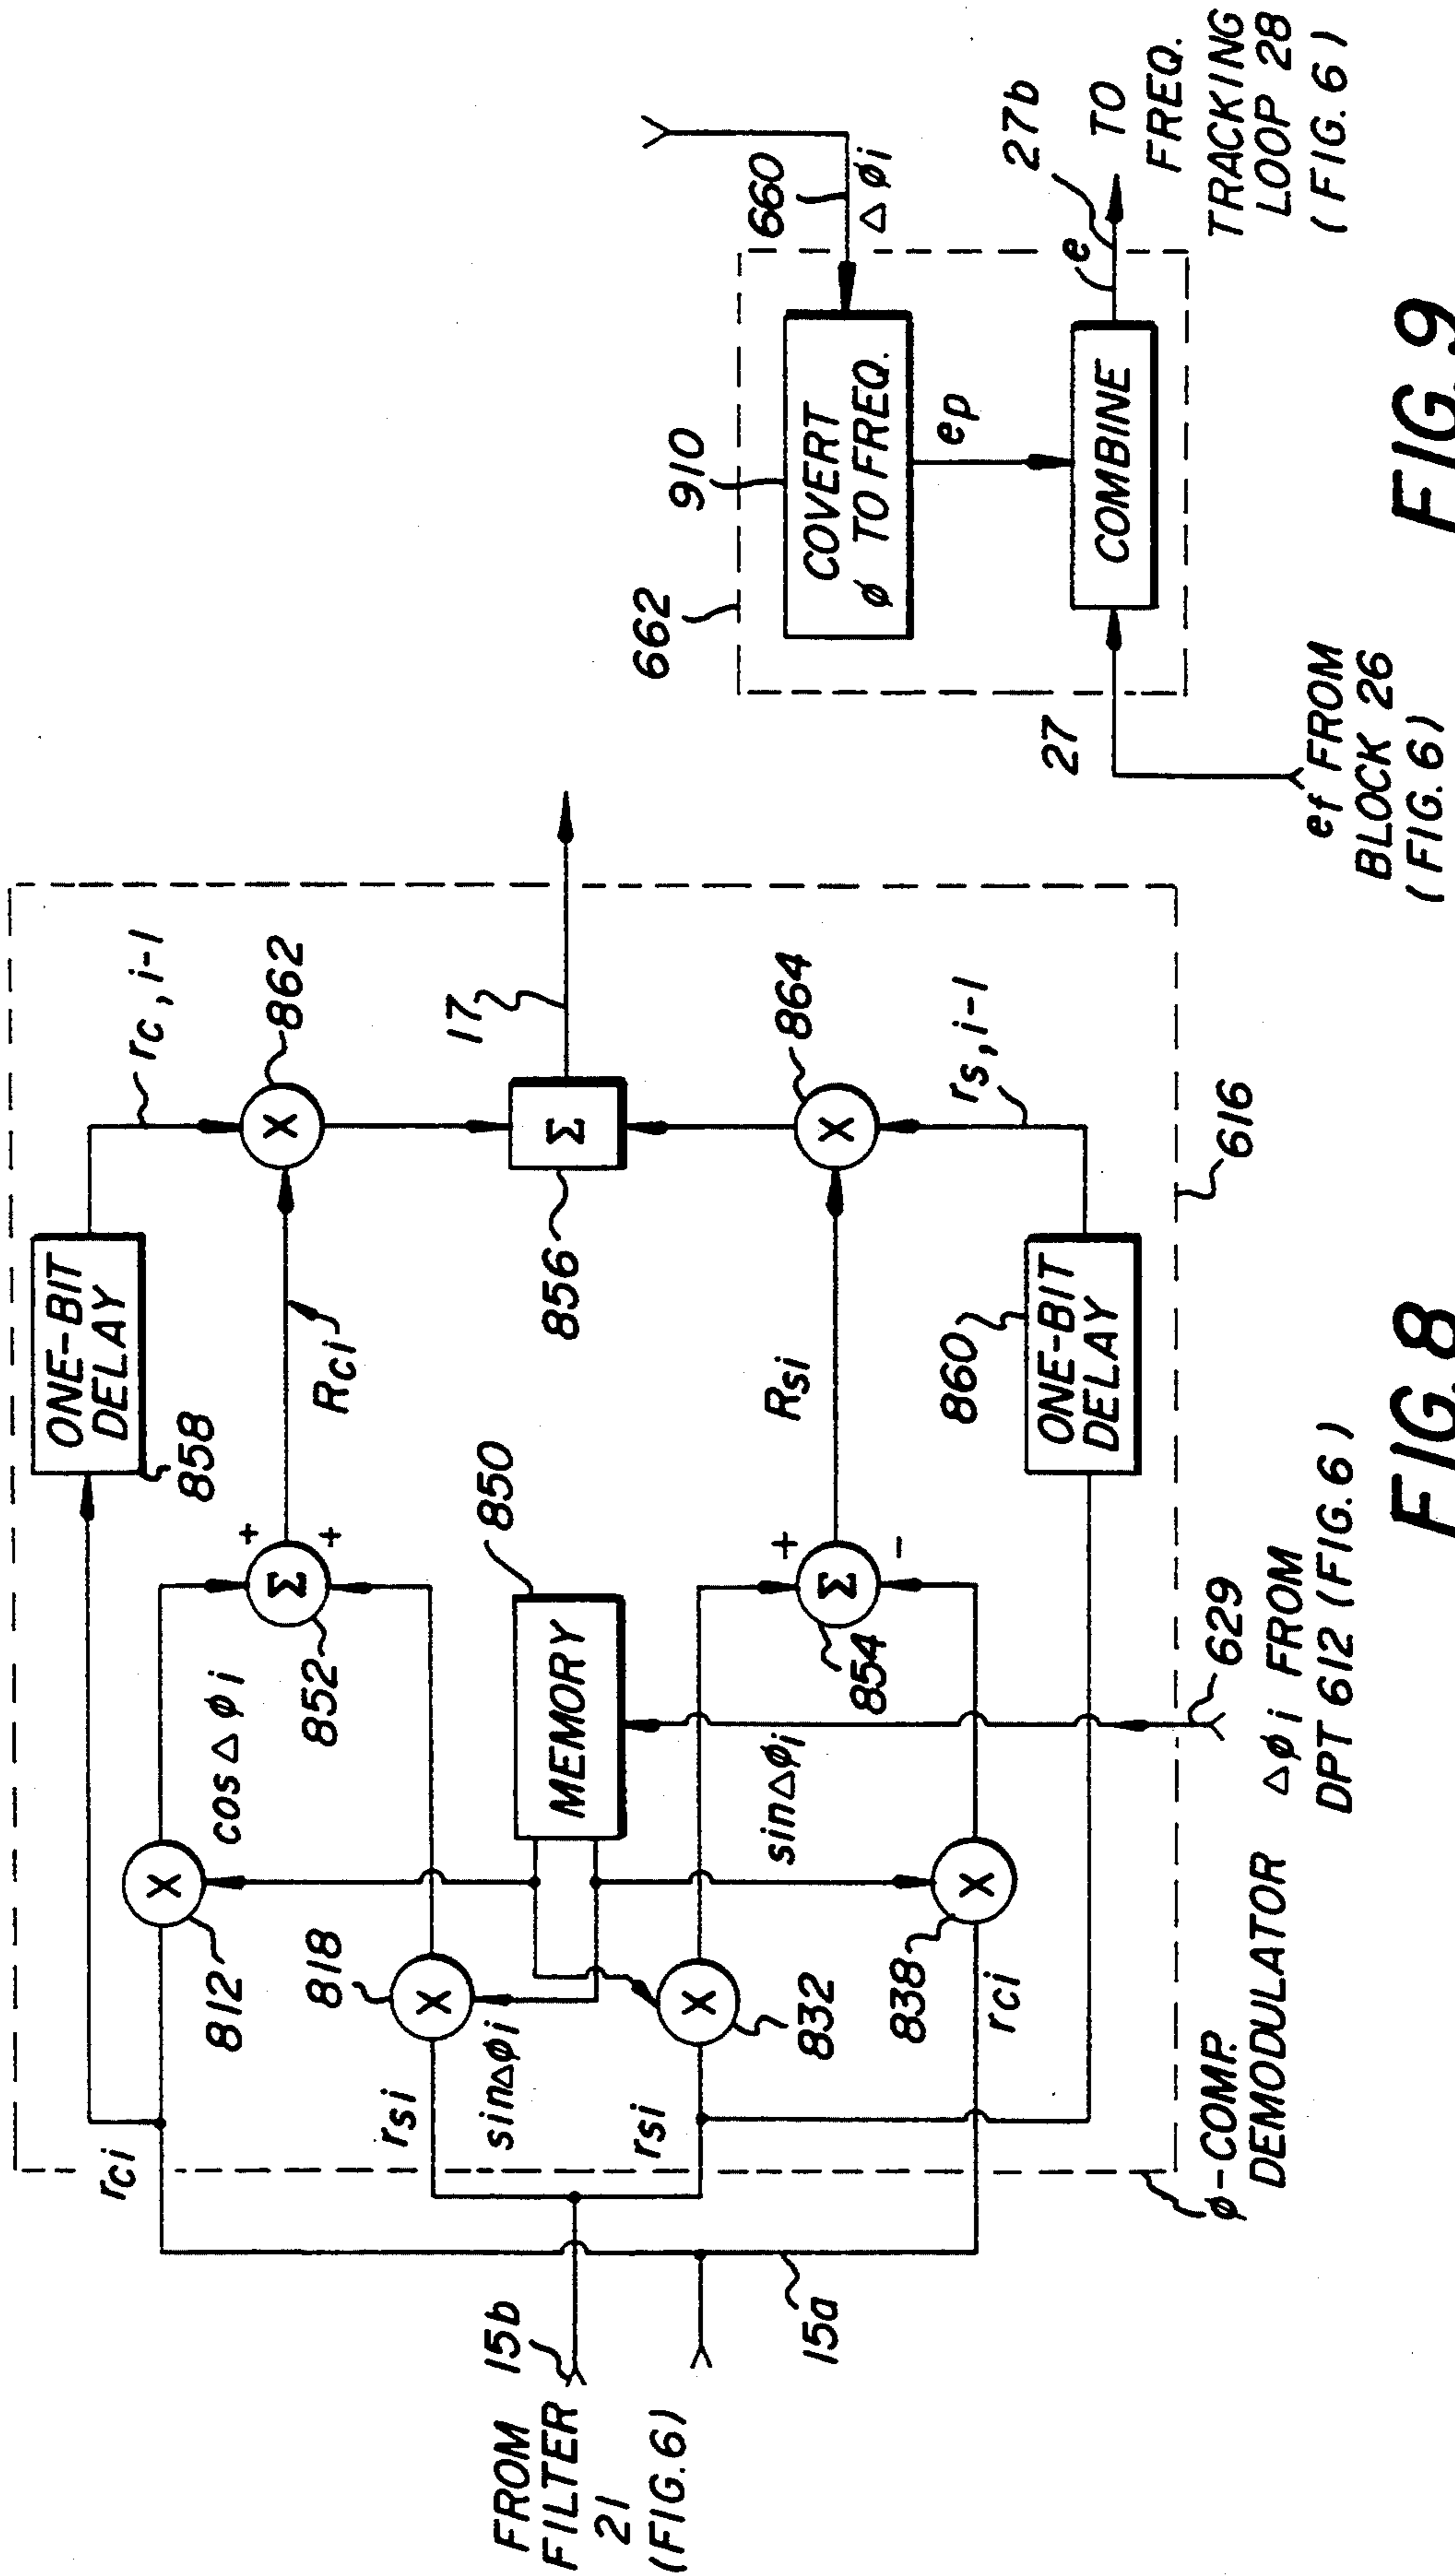 FROM
FILTER
21
(FIG.6)
15b
15a
rci
rsi
sinΔϕi
rsi
rci
812
818
832
838
cosΔϕi
sinΔϕi
MEMORY
850
852
854
+
+
+
-
Σ
Σ
X
X
X
X
ONE-BIT
DELAY
858
Rci
Rsi
860
ONE-BIT
DELAY
rc,i-1
862
X
856
Σ
17
864
X
rs,i-1
616
629
Δϕi FROM
DPT 612 (FIG.6)
ϕ-COMP.
DEMODULATOR
FIG.8
662
910
COVERT
ϕ TO FREQ.
660
Δϕi
ep
COMBINE
27
ef FROM
BLOCK 26
(FIG.6)
e
27b
TO
FREQ.
TRACKING
LOOP 28
(FIG.6)
FIG.9